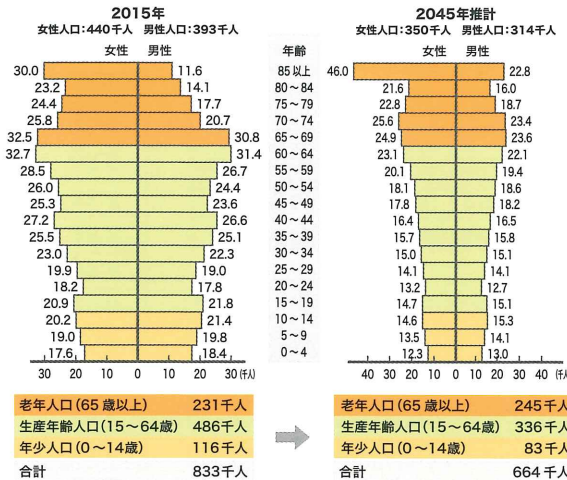 2015年
女性人口:440千人 男性人口:393千人
女性 男性
30.0 11.6
23.2 14.1
24.4 17.7
25.8 20.7
32.5 30.8
32.7 31.4
28.5 26.7
26.0 24.4
25.3 23.6
27.2 26.6
25.5 25.1
23.0 22.3
19.9 19.0
18.2 17.8
20.9 21.8
20.2 21.4
19.0 19.8
17.6 18.4
30 20 10 0 10 20 30 (千人)
年齢
85以上
80〜84
75〜79
70〜74
65〜69
60〜64
55〜59
50〜54
45〜49
40〜44
35〜39
30〜34
25〜29
20〜24
15〜19
10〜14
5〜9
0〜4
2045年推計
女性人口:350千人 男性人口:314千人
女性 男性
46.0 22.8
21.6 16.0
22.8 18.7
25.6 23.4
24.9 23.6
23.1 22.1
20.1 19.4
18.1 18.6
17.8 18.2
16.4 16.5
15.7 15.8
15.0 15.1
14.1 14.1
13.2 12.7
14.7 15.1
14.6 15.3
13.5 14.1
12.3 13.0
40 30 20 10 0 10 20 30 40 (千人)
老年人口(65歳以上) 231千人
生産年齢人口(15〜64歳) 486千人
年少人口(0〜14歳) 116千人
合計 833千人
老年人口(65歳以上) 245千人
生産年齢人口(15〜64歳) 336千人
年少人口(0〜14歳) 83千人
合計 664千人